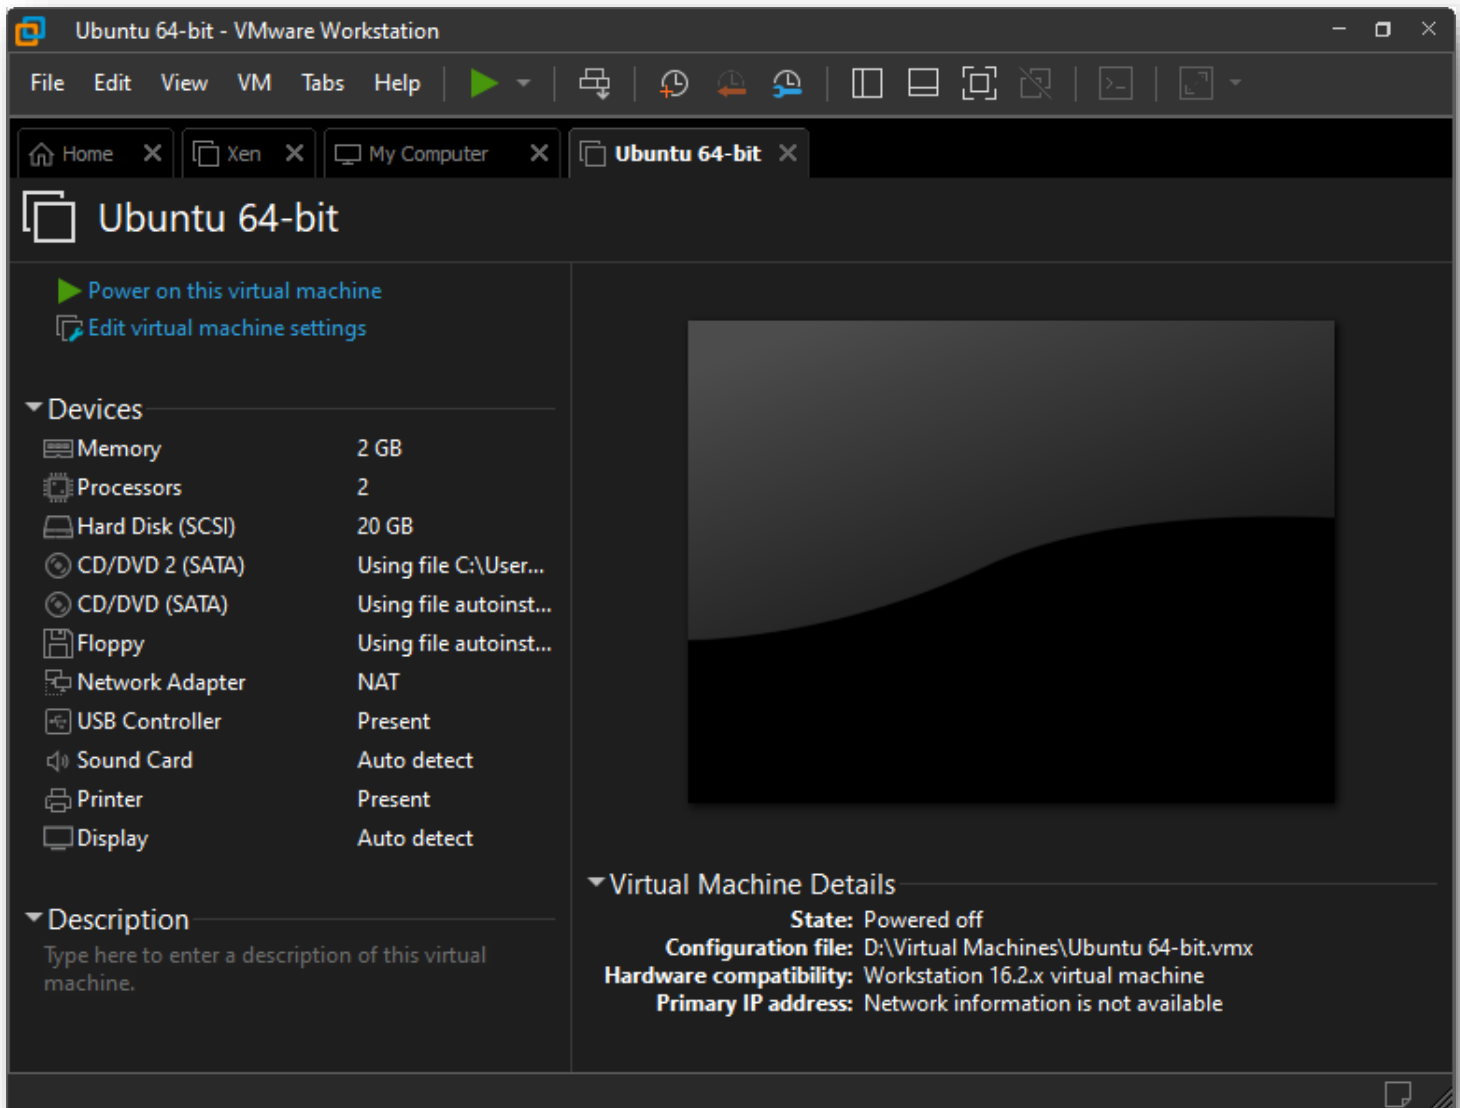 Ubuntu 64-bit - VMware Workstation
File Edit View VM Tabs Help
Home Xen My Computer Ubuntu 64-bit
Ubuntu 64-bit
Power on this virtual machine
Edit virtual machine settings
Devices
Memory 2 GB
Processors 2
Hard Disk (SCSI) 20 GB
CD/DVD 2 (SATA) Using file C:\User...
CD/DVD (SATA) Using file autoinst...
Floppy Using file autoinst...
Network Adapter NAT
USB Controller Present
Sound Card Auto detect
Printer Present
Display Auto detect
Description
Type here to enter a description of this virtual
machine.
Virtual Machine Details
State: Powered off
Configuration file: D:\Virtual Machines\Ubuntu 64-bit.vmx
Hardware compatibility: Workstation 16.2.x virtual machine
Primary IP address: Network information is not available